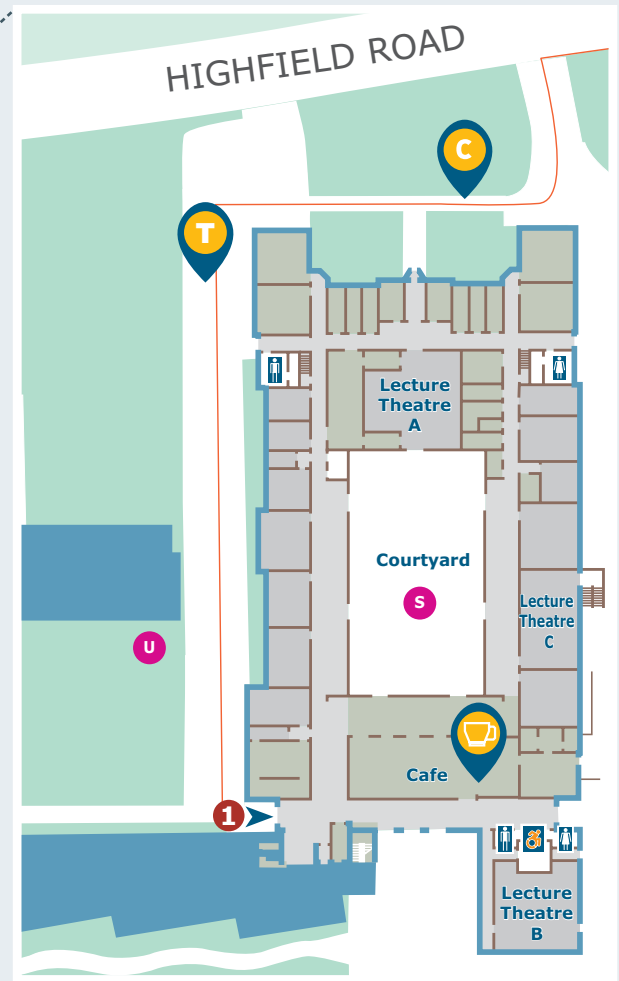 HIGHFIELD ROAD
C
T
Lecture
Theatre
A
Courtyard
S
Lecture
Theatre
C
U
Cafe
1
Lecture
Theatre
B